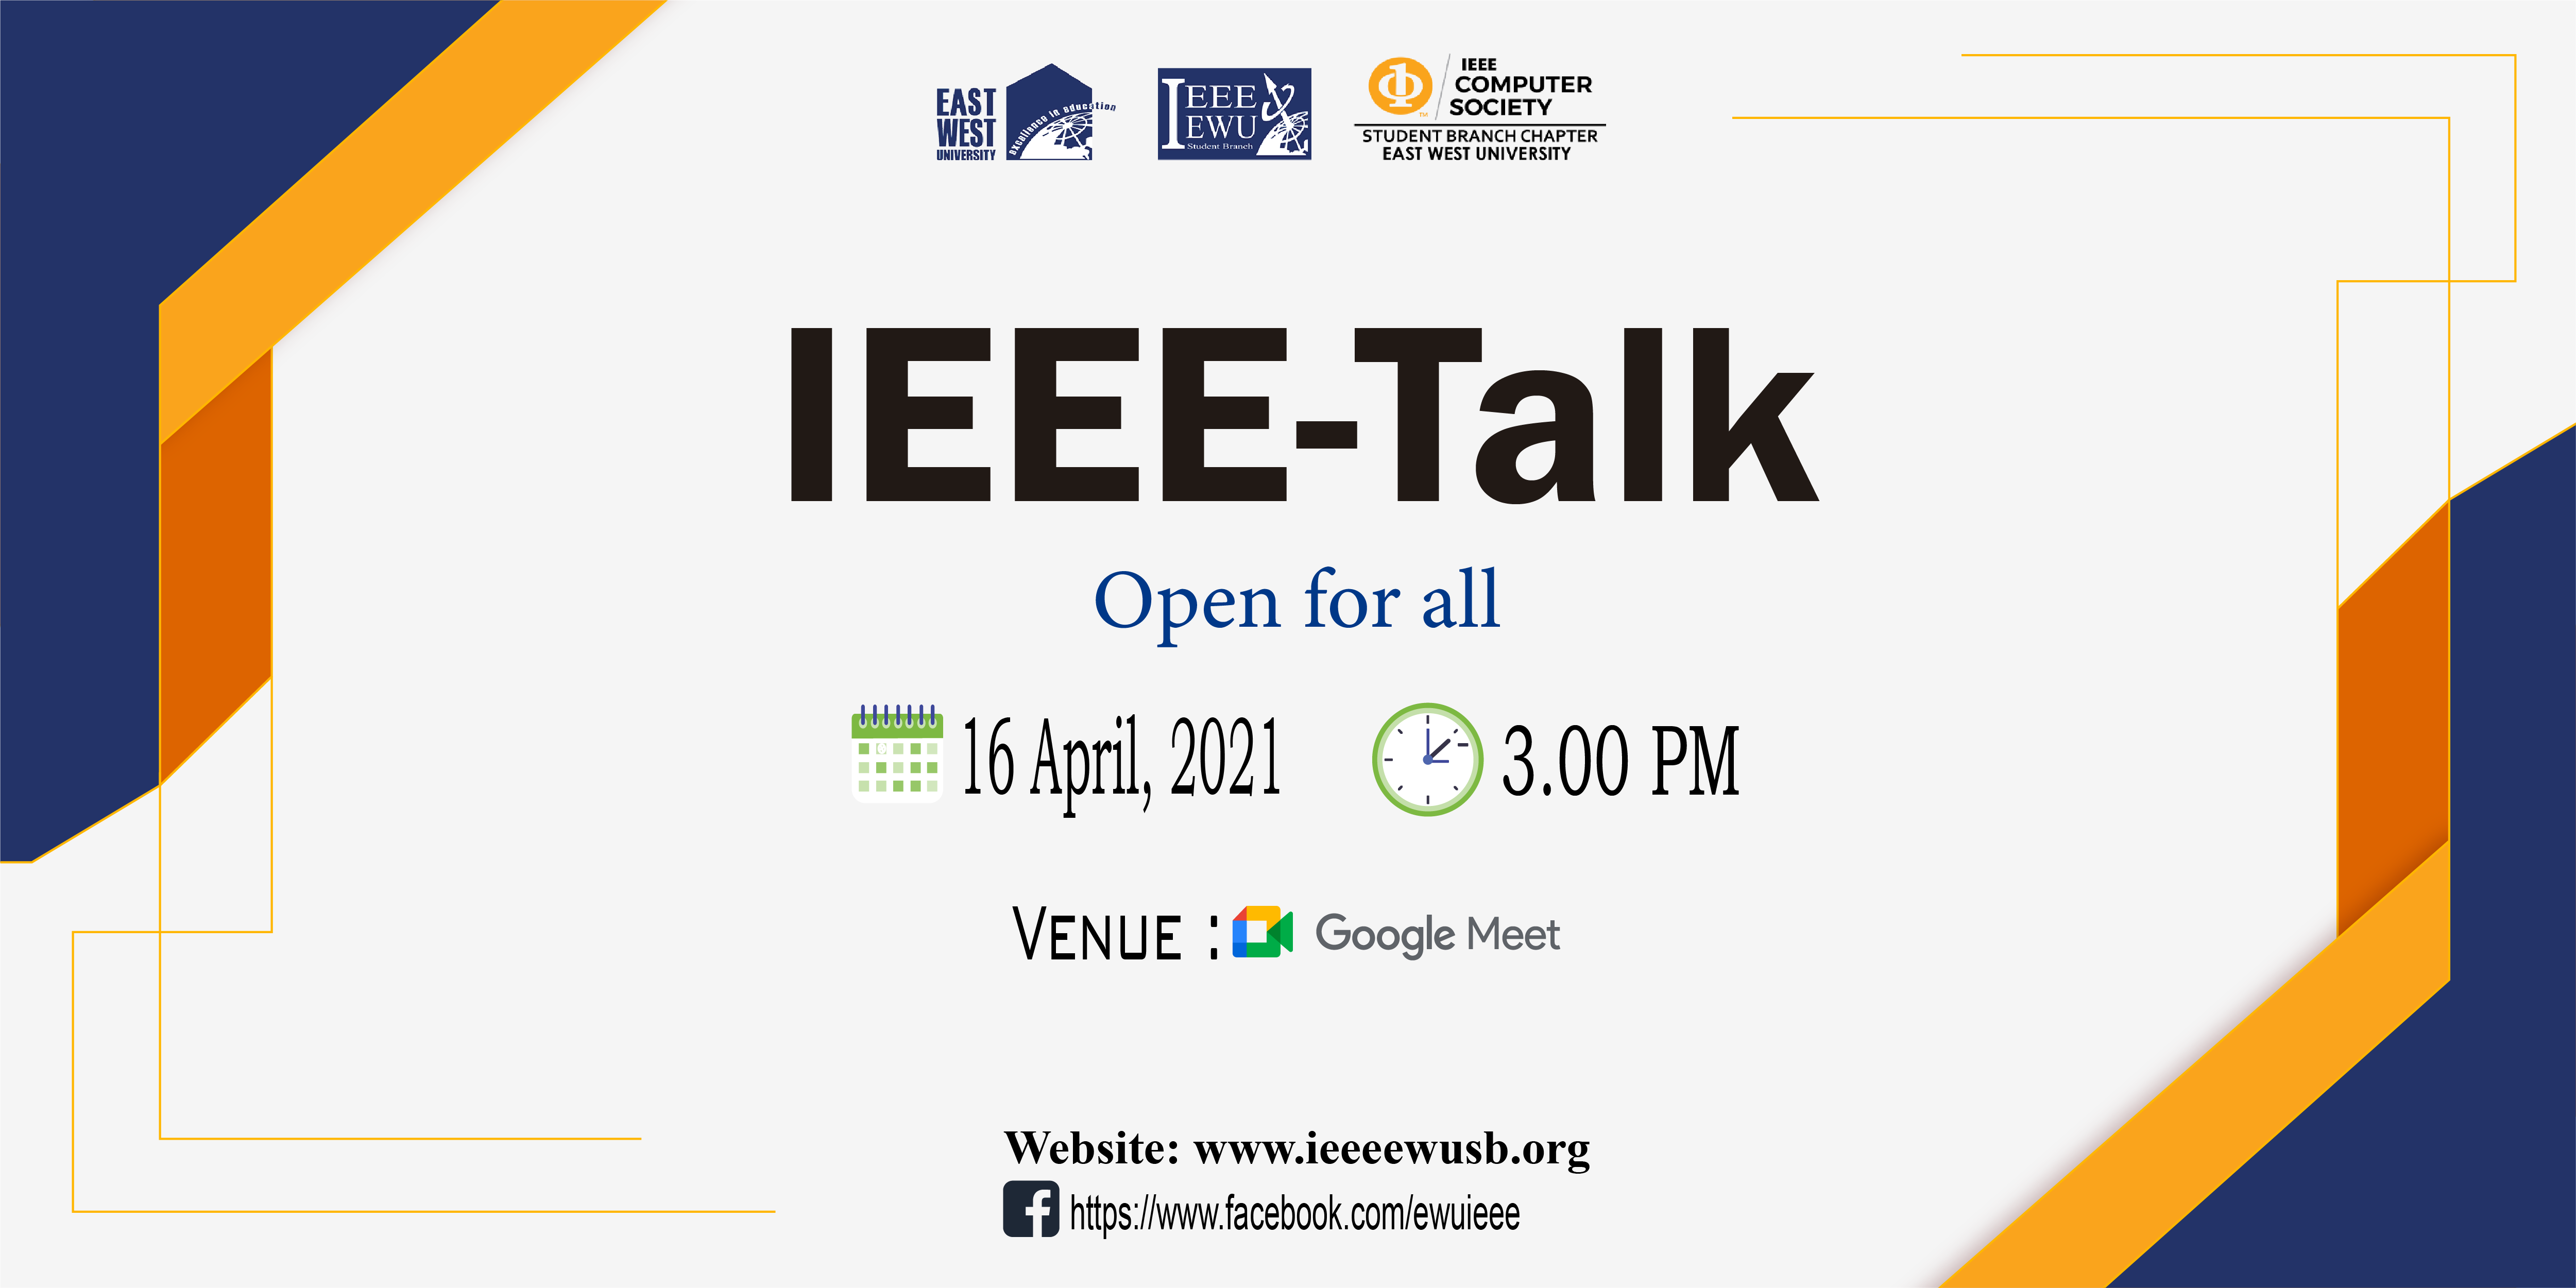 EAST
WEST
UNIVERSITY
Excellence in Education
IEEE
EWU
Student Branch
IEEE
COMPUTER
SOCIETY
TM
STUDENT BRANCH CHAPTER
EAST WEST UNIVERSITY
IEEE-Talk
Open for all
16 April, 2021
3.00 PM
VENUE :
Google Meet
Website: www.ieeeewusb.org
https://www.facebook.com/ewuieee